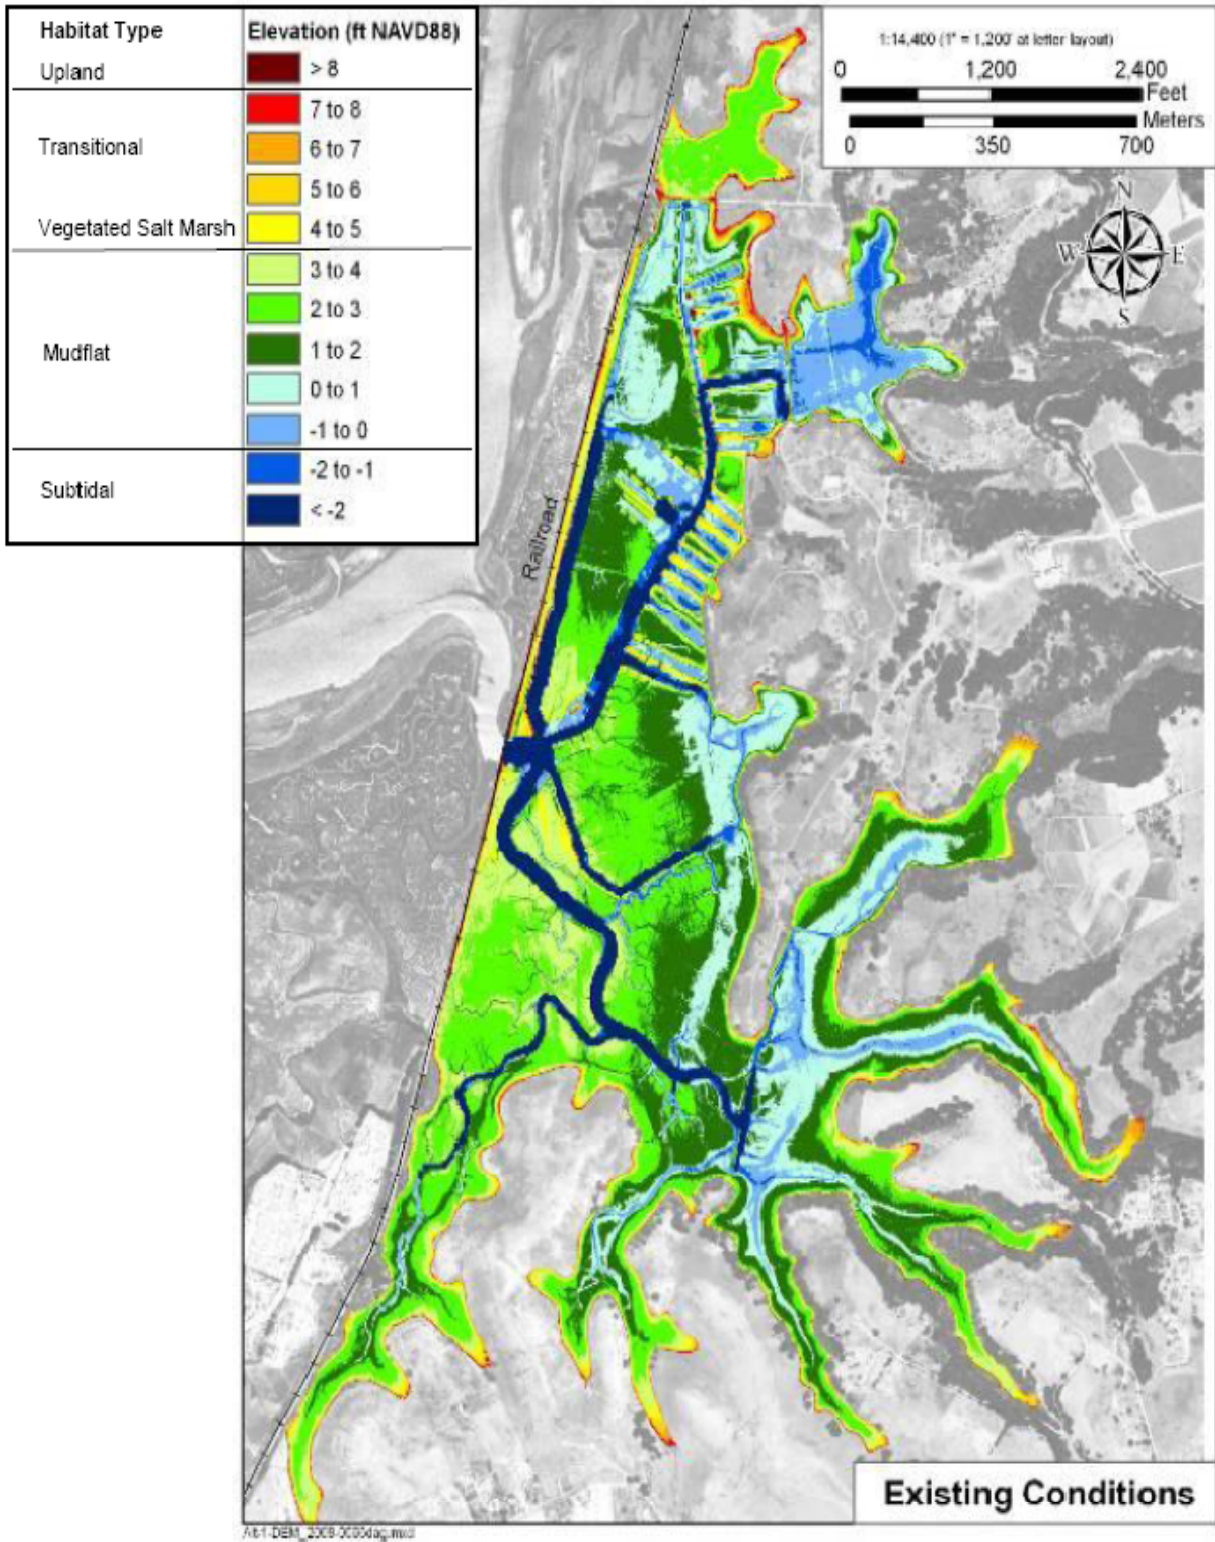 Habitat Type Elevation (ft NAVD88)
Upland > 8
7 to 8
Transitional 6 to 7
5 to 6
Vegetated Salt Marsh 4 to 5
3 to 4
2 to 3
Mudflat 1 to 2
0 to 1
-1 to 0
-2 to -1
Subtidal
< -2
1:14,400 (1" = 1,200' at letter layout)
0 1,200 2,400
Feet
Meters
0 350 700
N
W E
S
Railroad
Existing Conditions